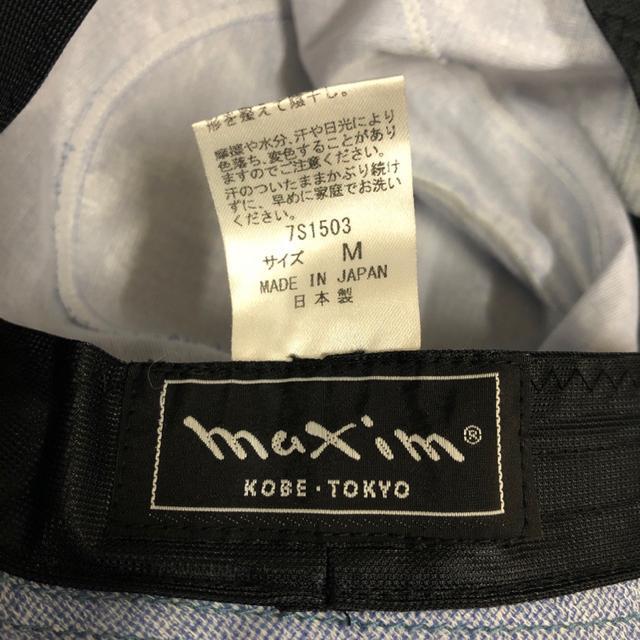 形を整えて陰干し。
摩擦や水分、汗や日光により
色落ち、変色することがあり
ますのでご注意ください。
汗のついたままかぶり続け
ずに、早めに家庭でお洗い
ください。
7S1503
サイズ M
MADE IN JAPAN
日本製
maxim®
KOBE・TOKYO